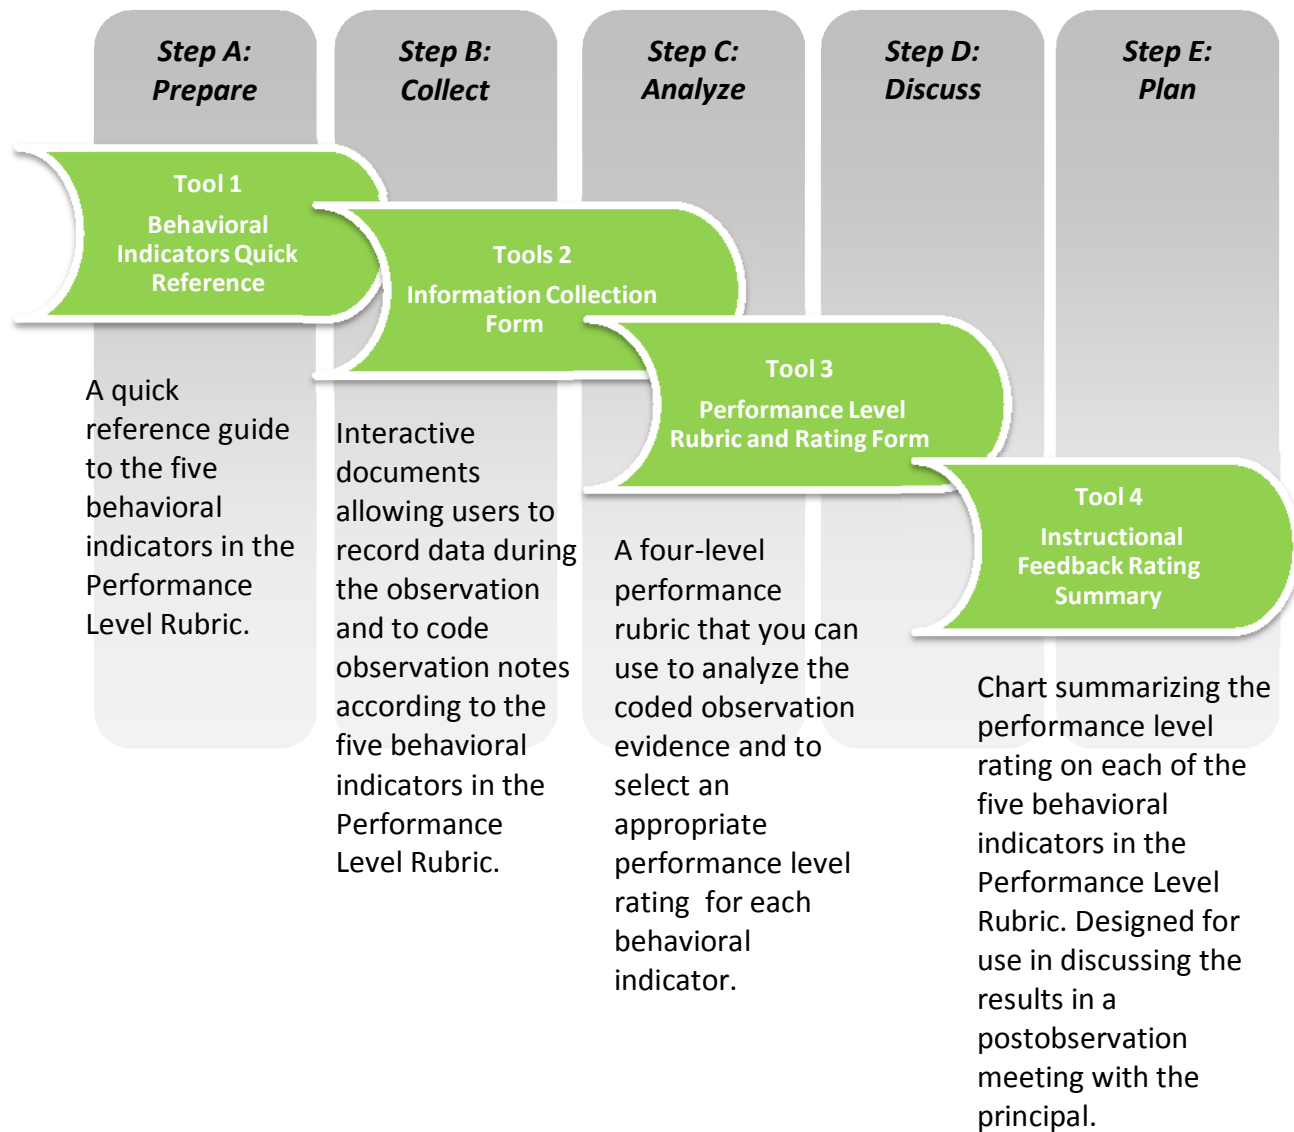 Step A:
Prepare
Step B:
Collect
Step C:
Analyze
Step D:
Discuss
Step E:
Plan
Tool 1
Behavioral
Indicators Quick
Reference
A quick
reference guide
to the five
behavioral
indicators in the
Performance
Level Rubric.
Tools 2
Information Collection
Form
Interactive
documents
allowing users to
record data during
the observation
and to code
observation notes
according to the
five behavioral
indicators in the
Performance
Level Rubric.
Tool 3
Performance Level
Rubric and Rating Form
A four-level
performance
rubric that you can
use to analyze the
coded observation
evidence and to
select an
appropriate
performance level
rating  for each
behavioral
indicator.
Tool 4
Instructional
Feedback Rating
Summary
Chart summarizing the
performance level
rating on each of the
five behavioral
indicators in the
Performance Level
Rubric. Designed for
use in discussing the
results in a
postobservation
meeting with the
principal.